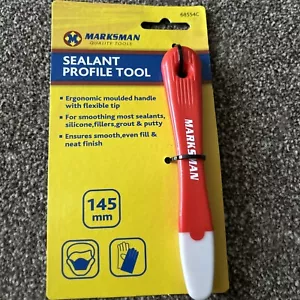 68554C
MARKSMAN
QUALITY TOOLS
SEALANT
PROFILE TOOL
• Ergonomic moulded handle
with flexible tip
• For smoothing most sealants,
silicone,fillers,grout & putty
• Ensures smooth,even fill &
neat finish
145
mm
MARKSMAN